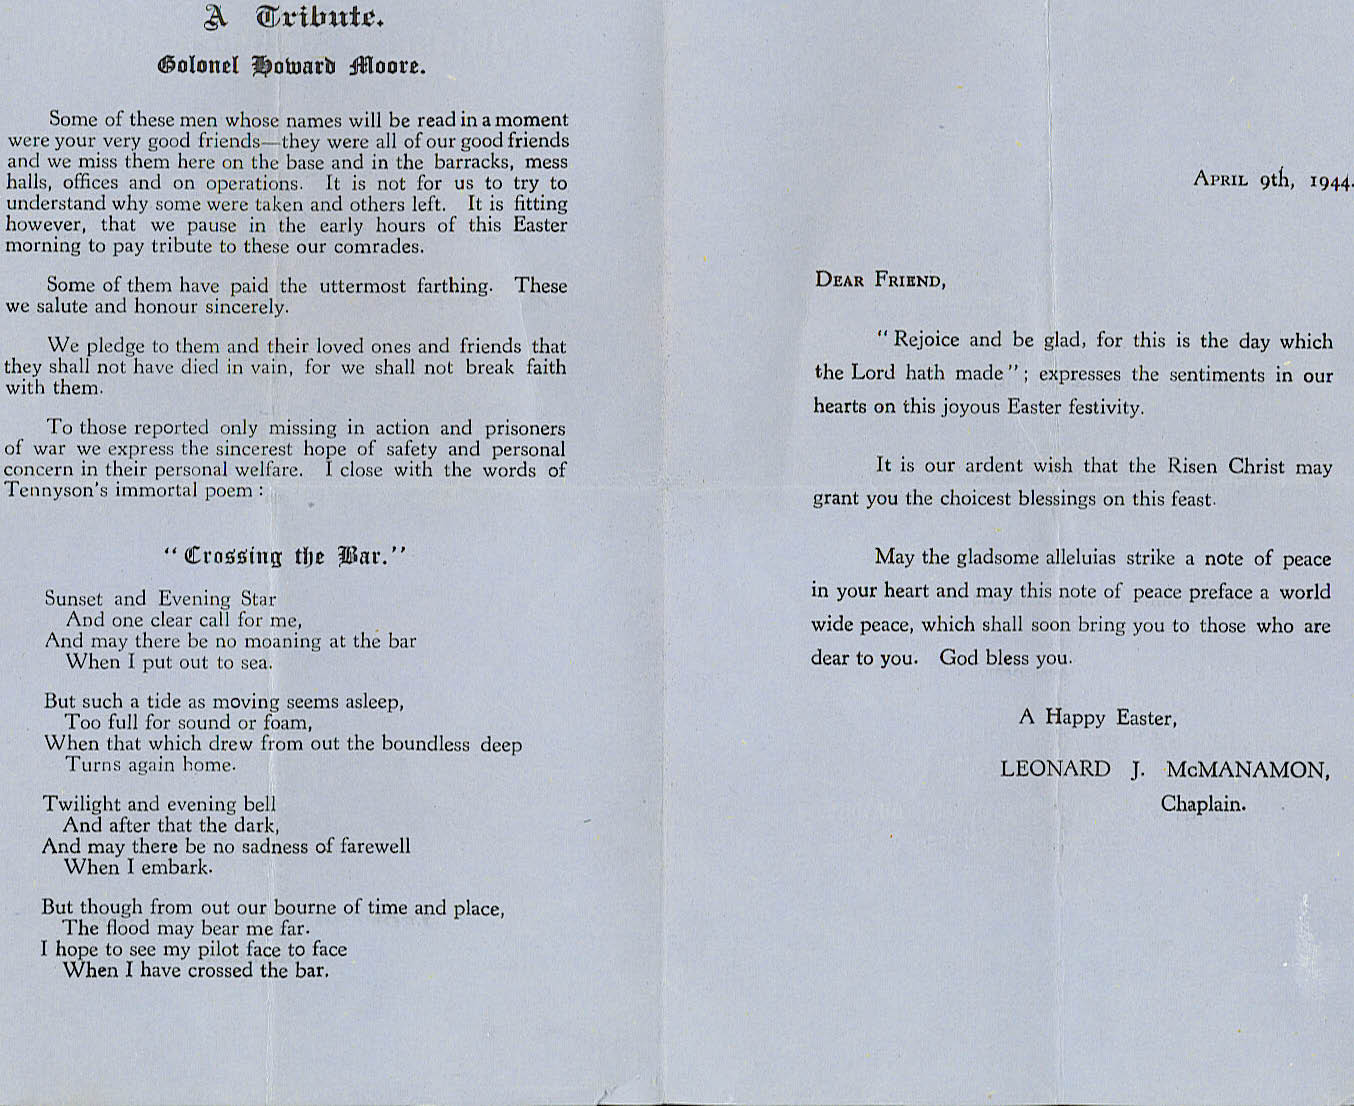 A Tribute.
Colonel Howard Moore.
Some of these men whose names will be read in a moment
were your very good friends—they were all of our good friends
and we miss them here on the base and in the barracks, mess
halls, offices and on operations. It is not for us to try to
understand why some were taken and others left. It is fitting
however, that we pause in the early hours of this Easter
morning to pay tribute to these our comrades.
Some of them have paid the uttermost farthing. These
we salute and honour sincerely.
We pledge to them and their loved ones and friends that
they shall not have died in vain, for we shall not break faith
with them.
To those reported only missing in action and prisoners
of war we express the sincerest hope of safety and personal
concern in their personal welfare. I close with the words of
Tennyson's immortal poem :
"Crossing the Bar."
Sunset and Evening Star
And one clear call for me,
And may there be no moaning at the bar
When I put out to sea.
But such a tide as moving seems asleep,
Too full for sound or foam,
When that which drew from out the boundless deep
Turns again home.
Twilight and evening bell
And after that the dark,
And may there be no sadness of farewell
When I embark.
But though from out our bourne of time and place,
The flood may bear me far.
I hope to see my pilot face to face
When I have crossed the bar.
April 9th, 1944.
Dear Friend,
"Rejoice and be glad, for this is the day which
the Lord hath made"; expresses the sentiments in our
hearts on this joyous Easter festivity.
It is our ardent wish that the Risen Christ may
grant you the choicest blessings on this feast.
May the gladsome alleluias strike a note of peace
in your heart and may this note of peace preface a world
wide peace, which shall soon bring you to those who are
dear to you. God bless you.
A Happy Easter,
LEONARD J. McMANAMON,
Chaplain.